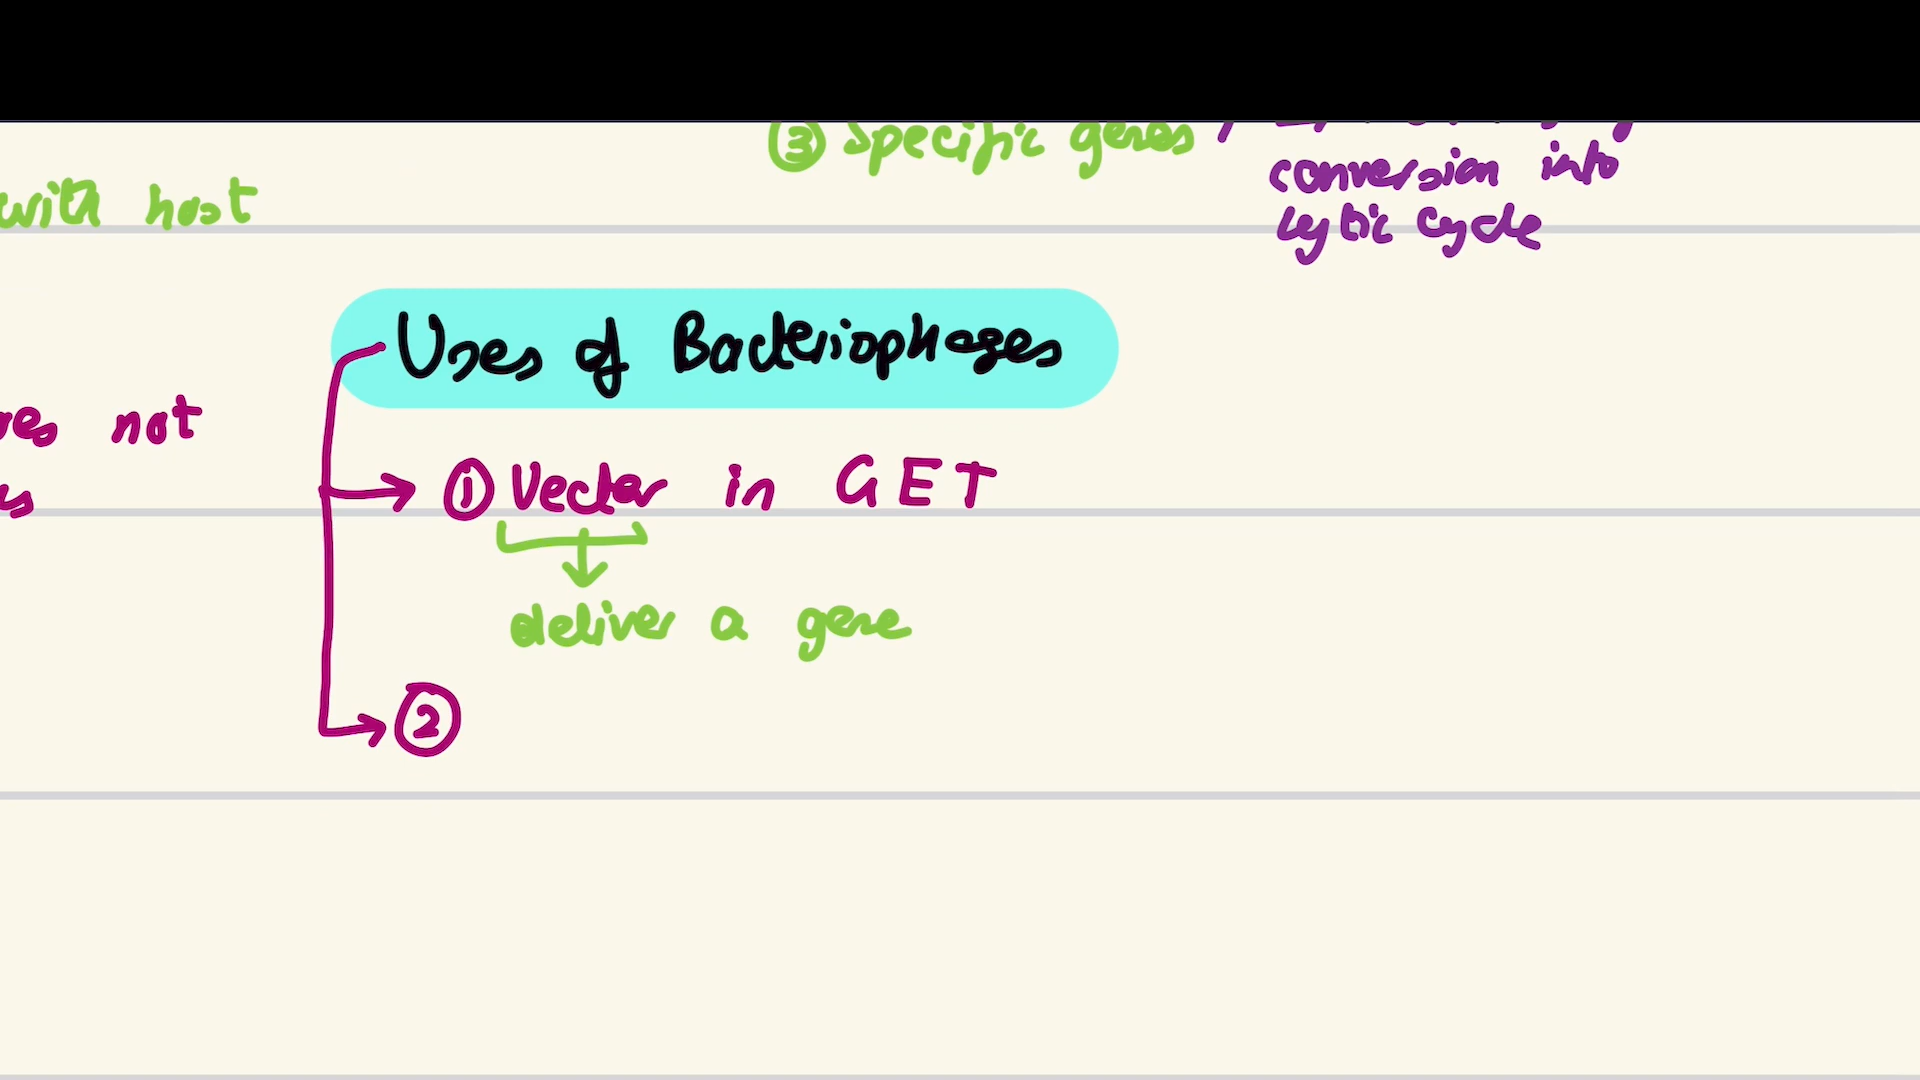 ③ Specific genes
conversion into
with host
Lytic cycle
Uses of Bacteriophages
not
① Vector in GET
deliver a gene
②